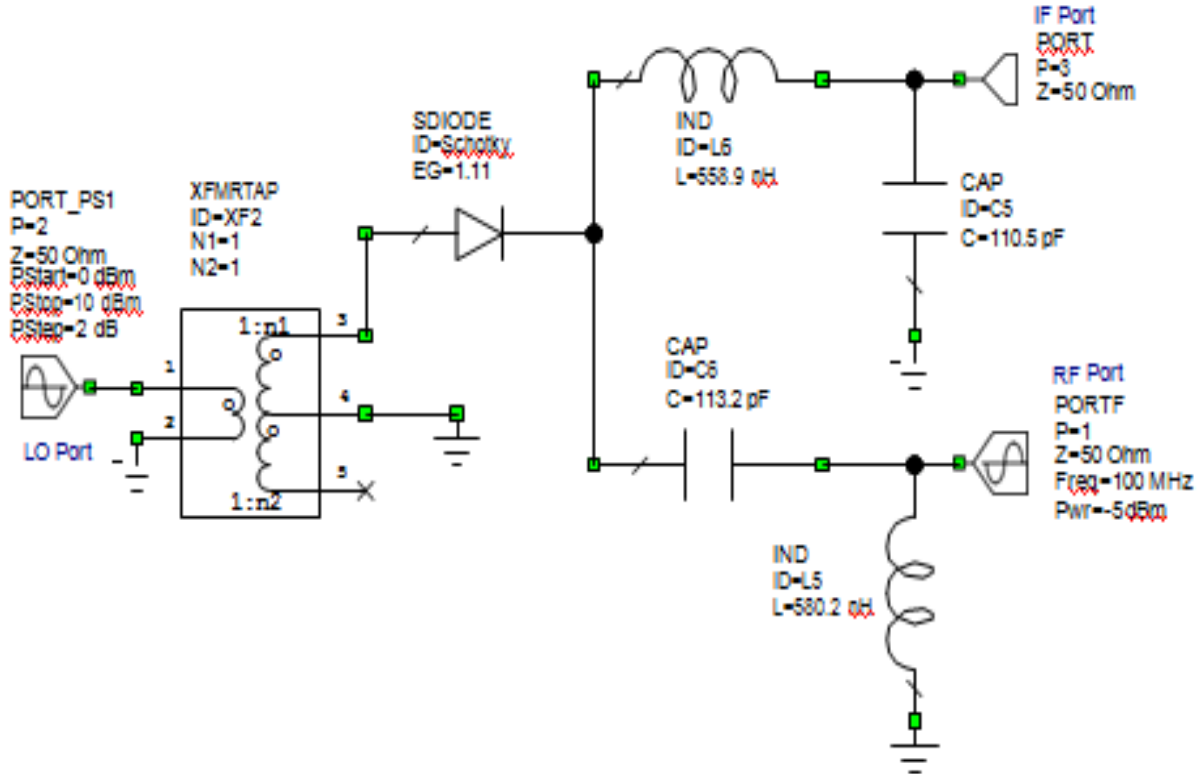 IF Port
PORT
P=3
Z=50 Ohm
SDIODE
ID=Schotky
EG=1.11
IND
ID=L6
L=558.9 nH
PORT_PS1
P=2
Z=50 Ohm
PStart=0 dBm
PStop=10 dBm
PStep=2 dB
XFMRTAP
ID=XF2
N1=1
N2=1
CAP
ID=C5
C=110.5 pF
1:n1
3
1
4
2
5
1:n2
LO Port
CAP
ID=C6
C=113.2 pF
RF Port
PORTF
P=1
Z=50 Ohm
Freq=100 MHz
Pwr=-5dBm
IND
ID=L5
L=580.2 nH